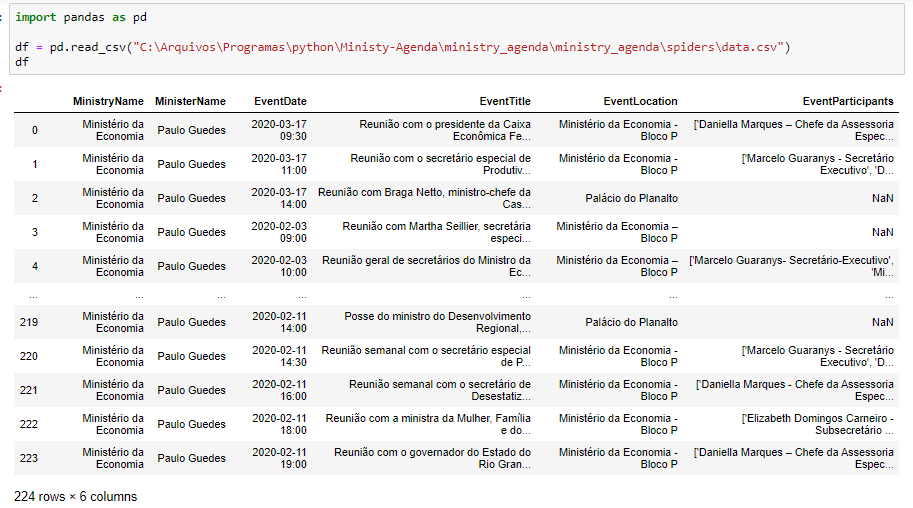 import pandas as pd
df = pd.read_csv("C:\Arquivos\Programas\python\Ministy-Agenda\ministry_agenda\ministry_agenda\spiders\data.csv")
df
MinistryName MinisterName EventDate EventTitle EventLocation EventParticipants
0 Ministério da Economia Paulo Guedes 2020-03-17 09:30 Reunião com o presidente da Caixa Econômica Fe... Ministério da Economia - Bloco P ['Daniella Marques – Chefe da Assessoria Espec...
1 Ministério da Economia Paulo Guedes 2020-03-17 11:00 Reunião com o secretário especial de Produtiv... Ministério da Economia - Bloco P ['Marcelo Guaranys - Secretário Executivo', 'D...
2 Ministério da Economia Paulo Guedes 2020-03-17 14:00 Reunião com Braga Netto, ministro-chefe da Cas... Palácio do Planalto NaN
3 Ministério da Economia Paulo Guedes 2020-02-03 09:00 Reunião com Martha Seillier, secretária especi... Ministério da Economia – Bloco P NaN
4 Ministério da Economia Paulo Guedes 2020-02-03 10:00 Reunião geral de secretários do Ministro da Ec... Ministério da Economia – Bloco P ['Marcelo Guaranys- Secretário-Executivo', 'Mi...
... ... ... ... ... ... ...
219 Ministério da Economia Paulo Guedes 2020-02-11 14:00 Posse do ministro do Desenvolvimento Regional,... Palácio do Planalto NaN
220 Ministério da Economia Paulo Guedes 2020-02-11 14:30 Reunião semanal com o secretário especial de P... Ministério da Economia - Bloco P ['Marcelo Guaranys - Secretário Executivo', 'D...
221 Ministério da Economia Paulo Guedes 2020-02-11 16:00 Reunião semanal com o secretário de Desestatiz... Ministério da Economia - Bloco P ['Daniella Marques - Chefe da Assessoria Espec...
222 Ministério da Economia Paulo Guedes 2020-02-11 18:00 Reunião com a ministra da Mulher, Família e do... Ministério da Economia - Bloco P ['Elizabeth Domingos Carneiro - Subsecretário ...
223 Ministério da Economia Paulo Guedes 2020-02-11 19:00 Reunião com o governador do Estado do Rio Gran... Ministério da Economia - Bloco P ['Daniella Marques – Chefe da Assessoria Espec...
224 rows × 6 columns